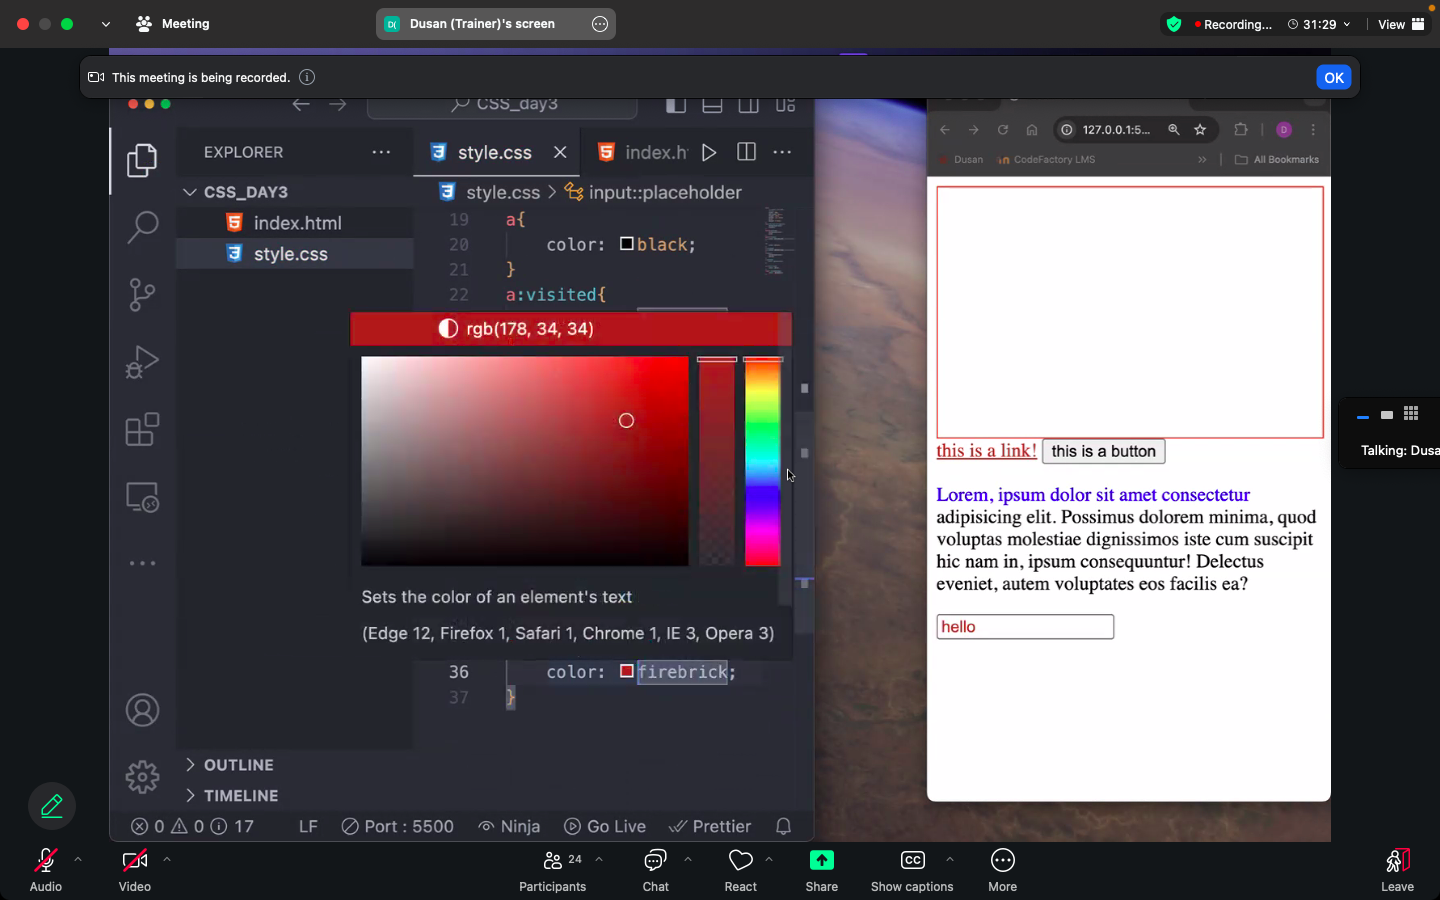 Meeting
D( Dusan (Trainer)'s screen
Recording... 31:29 View
This meeting is being recorded. OK
CSS_day3
EXPLORER
CSS_DAY3
index.html
style.css
style.css index.h
style.css > input::placeholder
19 a{
20 color: black;
21 }
22 a:visited{
rgb(178, 34, 34)
Sets the color of an element's text
(Edge 12, Firefox 1, Safari 1, Chrome 1, IE 3, Opera 3)
36 color: firebrick;
37 }
OUTLINE
TIMELINE
0 0 17 LF Port : 5500 Ninja Go Live Prettier
127.0.0.1:5... D
Dusan CodeFactory LMS » All Bookmarks
this is a link! this is a button
Lorem, ipsum dolor sit amet consectetur
adipisicing elit. Possimus dolorem minima, quod
voluptas molestiae dignissimos iste cum suscipit
hic nam in, ipsum consequuntur! Delectus
eveniet, autem voluptates eos facilis ea?
hello
Talking: Dusa
Audio Video Participants 24 Chat React Share CC Show captions More Leave